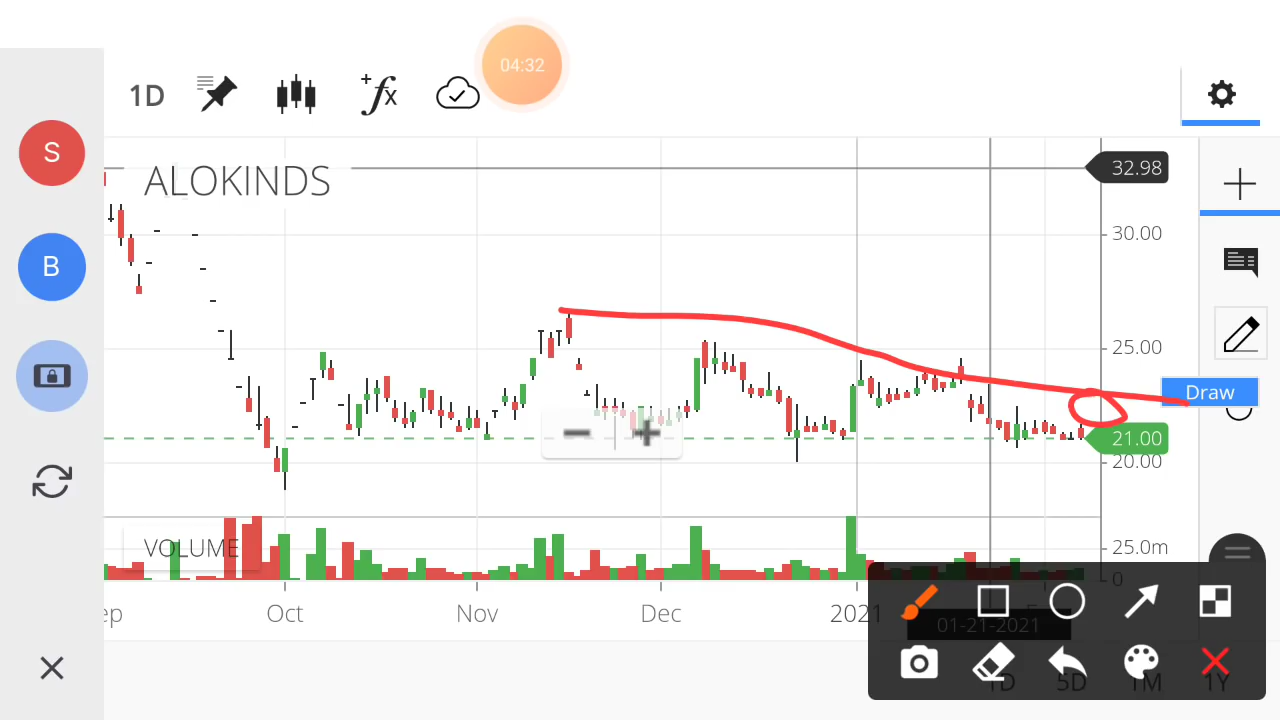 04:32
1D
S
B
ALOKINDS
32.98
30.00
25.00
Draw
21.00
20.00
VOLUME
25.0m
0
ep Oct Nov Dec 2021
01-21-2021
1D 5D 1M 1Y